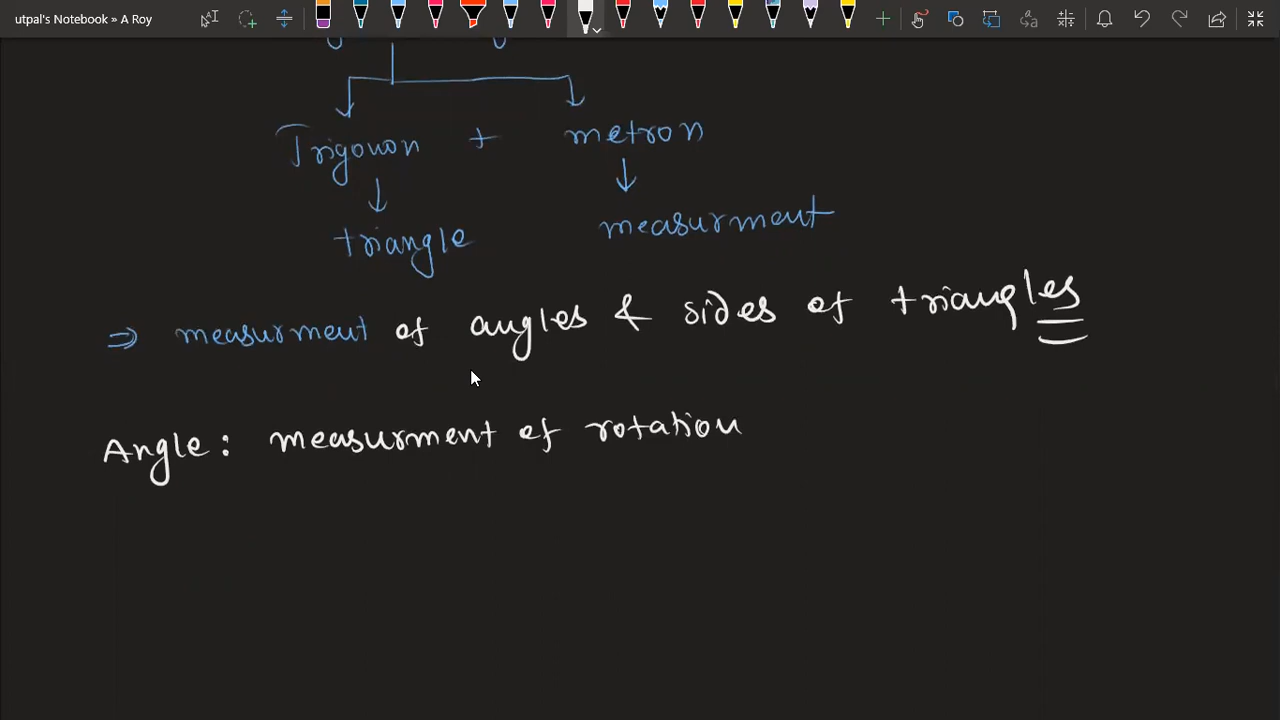 utpal's Notebook » A Roy
Trigonon + metron
triangle measurment
⇒ measurment of angles & sides of triangles
Angle: measurment of rotation